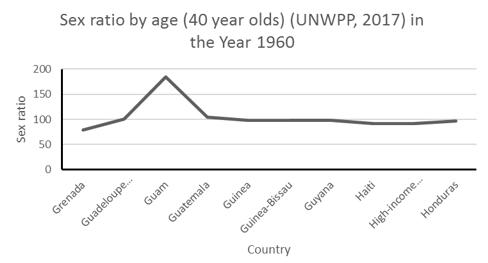 Sex ratio by age (40 year olds) (UNWPP, 2017) in
the Year 1960
200
150
100
50
0
Sex ratio
Grenada
Guadeloupe...
Guam
Guatemala
Guinea
Guinea-Bissau
Guyana
Haiti
High-income...
Honduras
Country